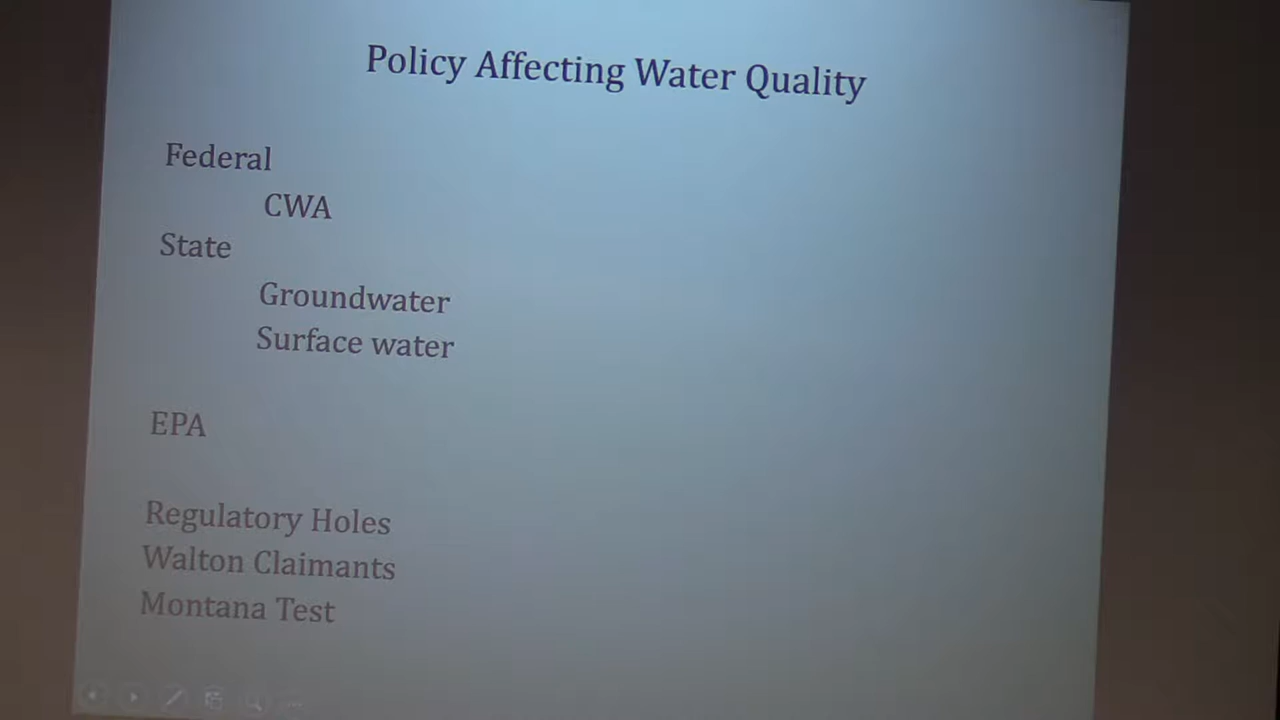 Policy Affecting Water Quality
Federal
CWA
State
Groundwater
Surface water
EPA
Regulatory Holes
Walton Claimants
Montana Test